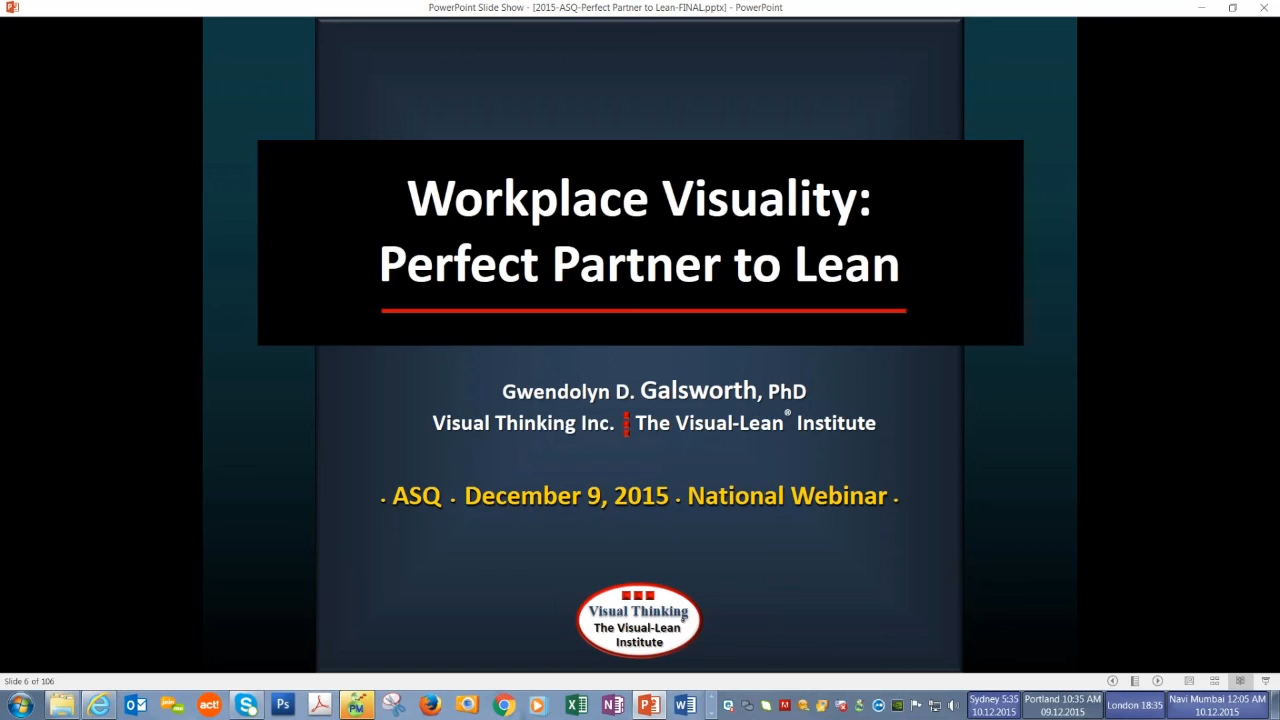 PowerPoint Slide Show - [2015-ASQ-Perfect Partner to Lean-FINAL.pptx] - PowerPoint
Workplace Visuality:
Perfect Partner to Lean
Gwendolyn D. Galsworth, PhD
Visual Thinking Inc. The Visual-Lean® Institute
. ASQ . December 9, 2015 . National Webinar .
Visual Thinking
The Visual-Lean
Institute
Slide 6 of 106
act!
Ps
PM
Sydney 5:35
10.12.2015
Portland 10:35 AM
09.12.2015
London 18:35
Navi Mumbai 12:05 AM
10.12.2015